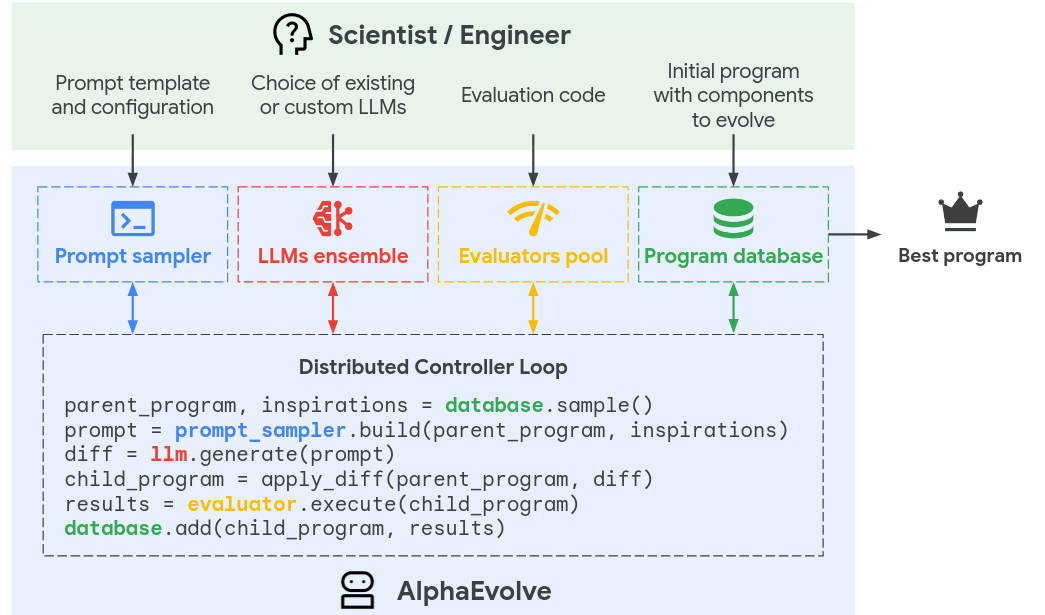 Scientist / Engineer
Prompt template
and configuration
Choice of existing
or custom LLMs
Evaluation code
Initial program
with components
to evolve
Prompt sampler
LLMs ensemble
Evaluators pool
Program database
Best program
Distributed Controller Loop
parent_program, inspirations = database.sample()
prompt = prompt_sampler.build(parent_program, inspirations)
diff = llm.generate(prompt)
child_program = apply_diff(parent_program, diff)
results = evaluator.execute(child_program)
database.add(child_program, results)
AlphaEvolve